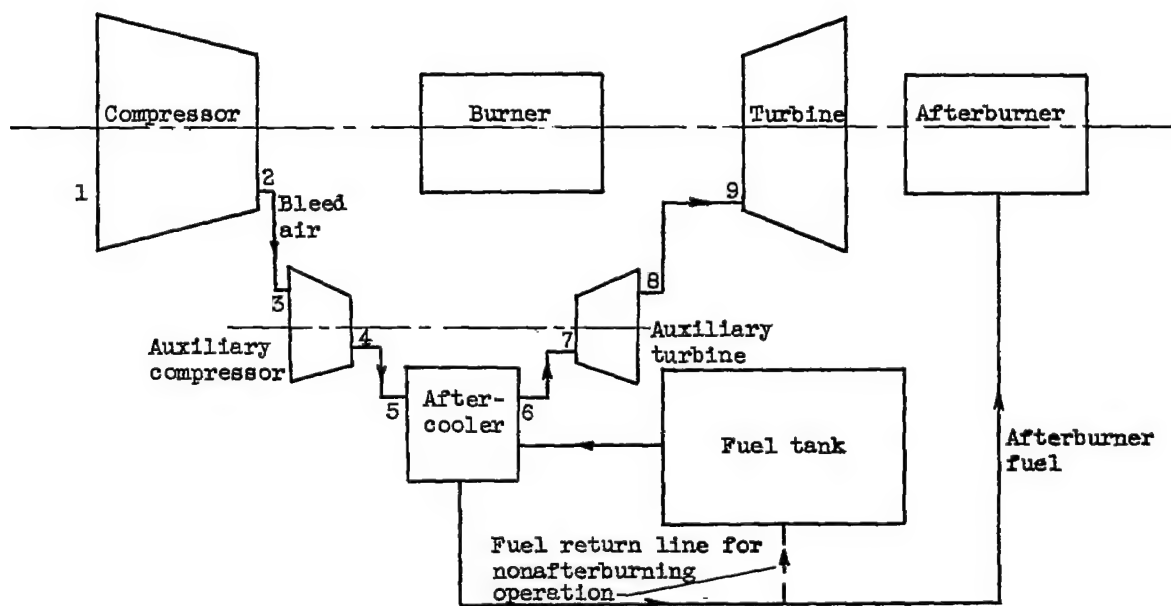 Compressor
Burner
Turbine
Afterburner
1
2
9
Bleed
air
3
8
Auxiliary
compressor
4
7
Auxiliary
turbine
5
After-
cooler
6
Fuel tank
Afterburner
fuel
Fuel return line for
nonafterburning
operation